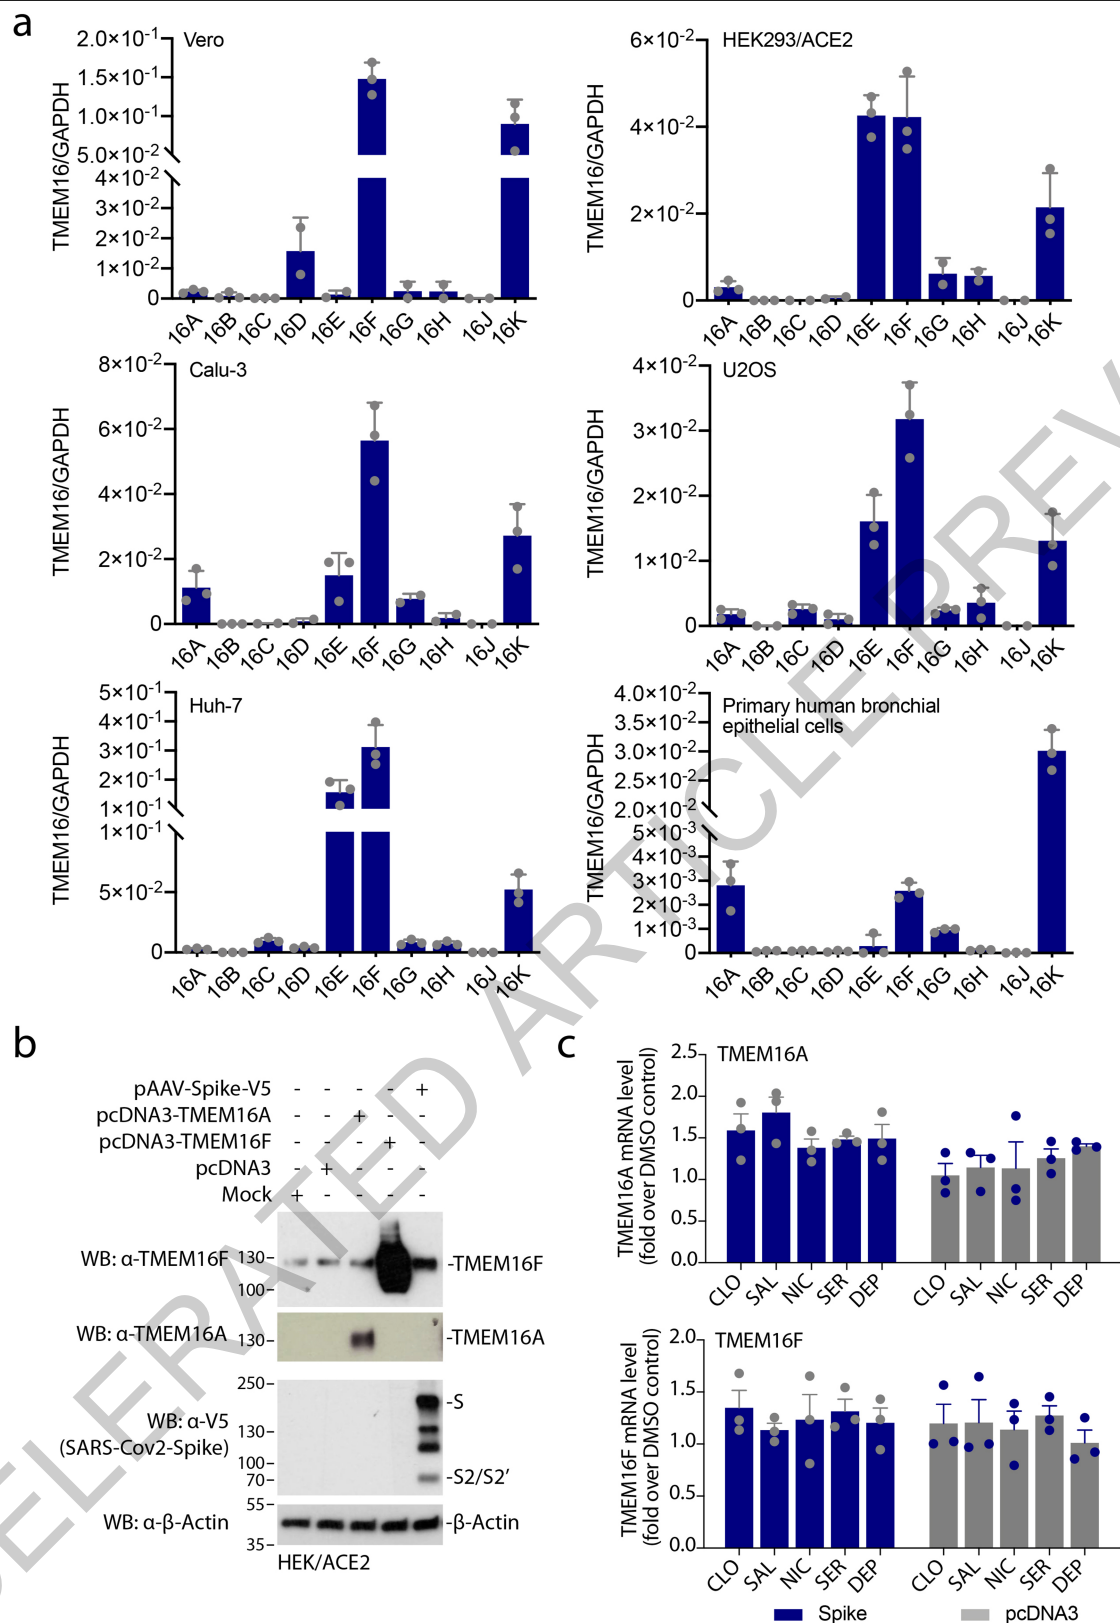 a
Vero
TMEM16/GAPDH
2.0×10⁻¹
1.5×10⁻¹
1.0×10⁻¹
5.0×10⁻²
4×10⁻²
3×10⁻²
2×10⁻²
1×10⁻²
0
16A 16B 16C 16D 16E 16F 16G 16H 16J 16K
HEK293/ACE2
TMEM16/GAPDH
6×10⁻²
4×10⁻²
2×10⁻²
0
16A 16B 16C 16D 16E 16F 16G 16H 16J 16K
Calu-3
TMEM16/GAPDH
8×10⁻²
6×10⁻²
4×10⁻²
2×10⁻²
0
16A 16B 16C 16D 16E 16F 16G 16H 16J 16K
U2OS
TMEM16/GAPDH
4×10⁻²
3×10⁻²
2×10⁻²
1×10⁻²
0
16A 16B 16C 16D 16E 16F 16G 16H 16J 16K
Huh-7
TMEM16/GAPDH
5×10⁻¹
4×10⁻¹
3×10⁻¹
2×10⁻¹
1×10⁻¹
1×10⁻¹
5×10⁻²
0
16A 16B 16C 16D 16E 16F 16G 16H 16J 16K
Primary human bronchial
epithelial cells
TMEM16/GAPDH
4.0×10⁻²
3.5×10⁻²
3.0×10⁻²
2.5×10⁻²
2.0×10⁻²
5×10⁻³
4×10⁻³
3×10⁻³
2×10⁻³
1×10⁻³
0
16A 16B 16C 16D 16E 16F 16G 16H 16J 16K
b
pAAV-Spike-V5 - - - - +
pcDNA3-TMEM16A - - + - -
pcDNA3-TMEM16F - - - + -
pcDNA3 - + - - -
Mock + - - - -
WB: α-TMEM16F 130- -TMEM16F
100-
WB: α-TMEM16A 130- -TMEM16A
250-
-S
WB: α-V5 130-
(SARS-Cov2-Spike)
100-
70- -S2/S2′
55-
WB: α-β-Actin -β-Actin
35-
HEK/ACE2
c
TMEM16A
TMEM16A mRNA level
(fold over DMSO control)
2.5
2.0
1.5
1.0
0.5
0.0
CLO SAL NIC SER DEP CLO SAL NIC SER DEP
TMEM16F
TMEM16F mRNA level
(fold over DMSO control)
2.0
1.5
1.0
0.5
0.0
CLO SAL NIC SER DEP CLO SAL NIC SER DEP
Spike pcDNA3
ELERATED ARTICLE PREV